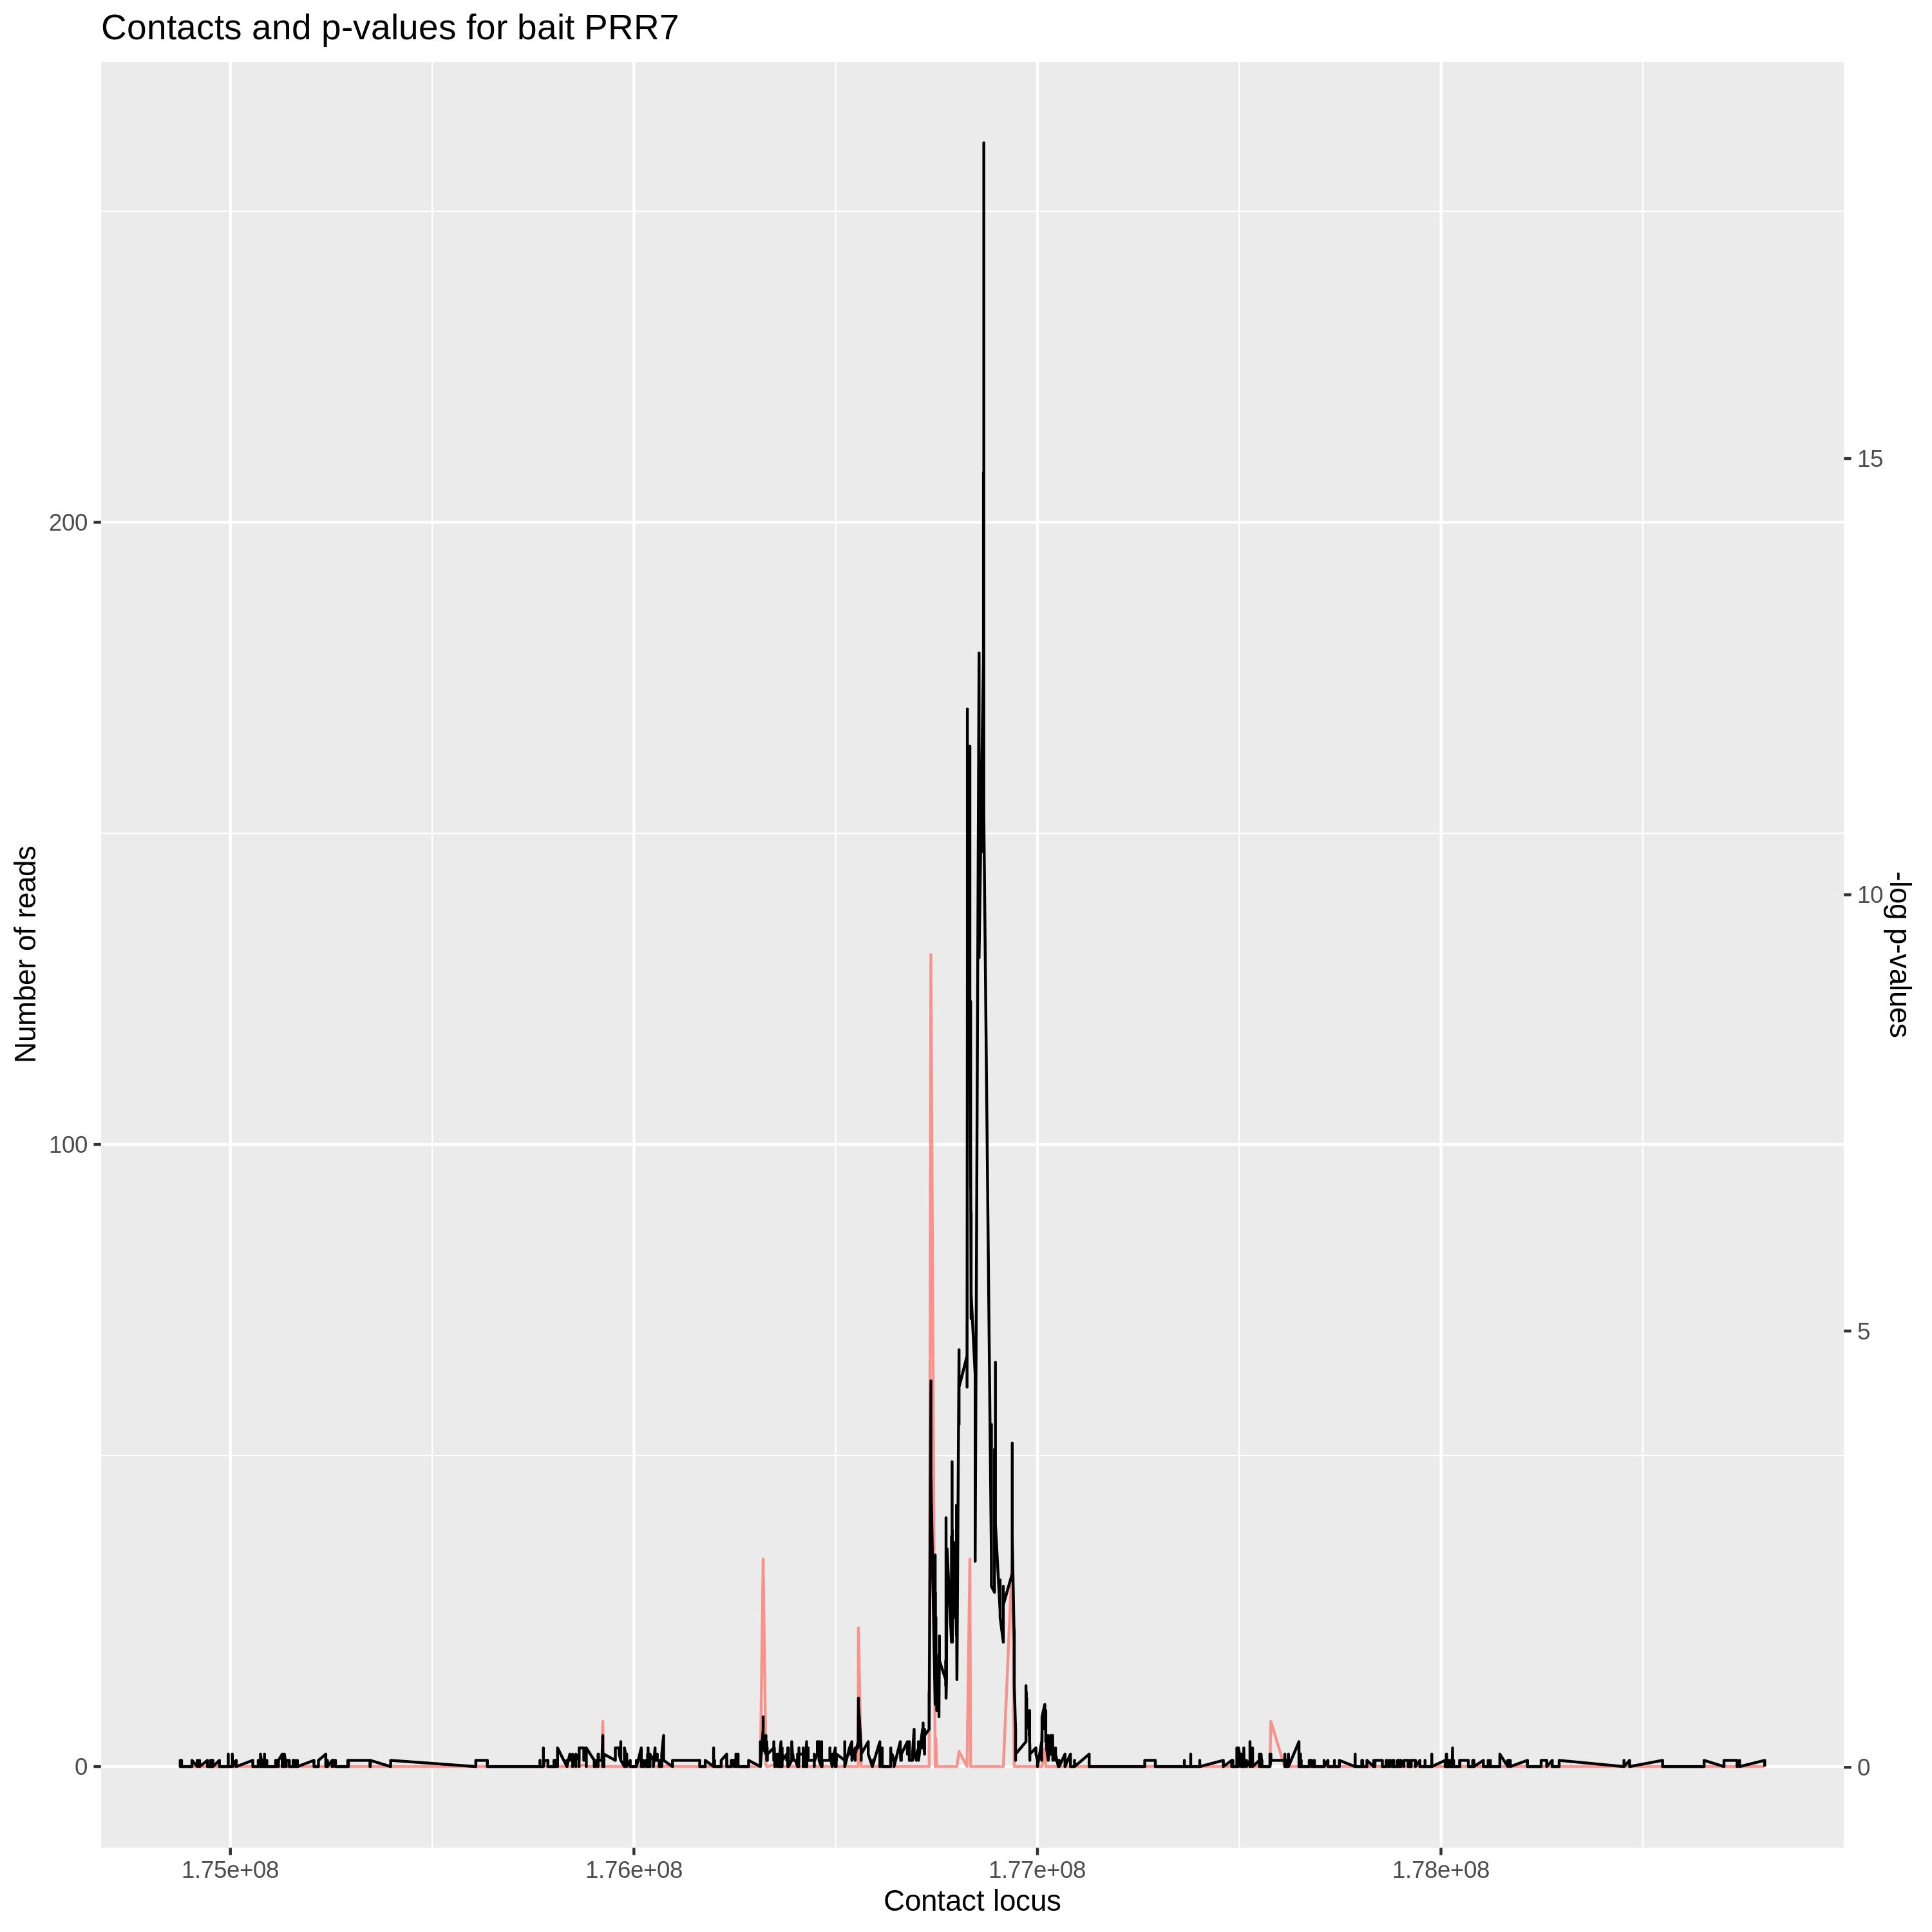 Contacts and p-values for bait PRR7
Number of reads
200
100
0
15
10
5
0
-log p-values
1.75e+08
1.76e+08
1.77e+08
1.78e+08
Contact locus